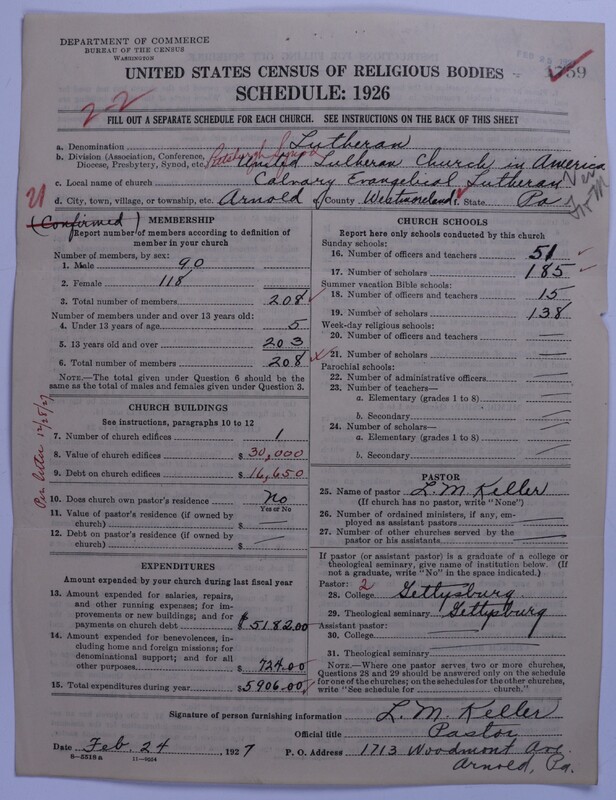 DEPARTMENT OF COMMERCE
BUREAU OF THE CENSUS
WASHINGTON
1759
UNITED STATES CENSUS OF RELIGIOUS BODIES
SCHEDULE: 1926
22
FILL OUT A SEPARATE SCHEDULE FOR EACH CHURCH. SEE INSTRUCTIONS ON THE BACK OF THIS SHEET
a. Denomination Lutheran
b. Division (Association, Conference, Diocese, Presbytery, Synod, etc. Pittsburgh Synod United Lutheran Church in America
c. Local name of church Calvary Evangelical Lutheran
d. City, town, village, or township, etc. Arnold e. County Westmoreland f. State Pa
21
(Confirmed)
MEMBERSHIP
Report number of members according to definition of member in your church
Number of members, by sex:
1. Male 90
2. Female 118
3. Total number of members 208
Number of members under and over 13 years old:
4. Under 13 years of age 5
5. 13 years old and over 203
6. Total number of members 208
NOTE.—The total given under Question 6 should be the same as the total of males and females given under Question 3.
Per letter 12/28/27
CHURCH BUILDINGS
See instructions, paragraphs 10 to 12
7. Number of church edifices 1
8. Value of church edifices $ 30,000
9. Debt on church edifices $ 16,650
10. Does church own pastor's residence No
Yes or No
11. Value of pastor's residence (if owned by church) $ —
12. Debt on pastor's residence (if owned by church) $ —
EXPENDITURES
Amount expended by your church during last fiscal year
13. Amount expended for salaries, repairs, and other running expenses; for improvements or new buildings; and for payments on church debt $ 5182.00
14. Amount expended for benevolences, including home and foreign missions; for denominational support; and for all other purposes $ 724.00
15. Total expenditures during year $ 5906.00
CHURCH SCHOOLS
Report here only schools conducted by this church
Sunday schools:
16. Number of officers and teachers 51
17. Number of scholars 185
Summer vacation Bible schools:
18. Number of officers and teachers 15
19. Number of scholars 138
Week-day religious schools:
20. Number of officers and teachers —
21. Number of scholars —
Parochial schools:
22. Number of administrative officers —
23. Number of teachers—
a. Elementary (grades 1 to 8) —
b. Secondary —
24. Number of scholars—
a. Elementary (grades 1 to 8) —
b. Secondary —
PASTOR
25. Name of pastor L. M. Keller
(If church has no pastor, write "None")
26. Number of ordained ministers, if any, employed as assistant pastors —
27. Number of other churches served by the pastor or his assistants —
If pastor (or assistant pastor) is a graduate of a college or theological seminary, give name of institution below. (If not a graduate, write "No" in the space indicated.)
Pastor: 2
28. College Gettysburg
29. Theological seminary Gettysburg
Assistant pastor:
30. College —
31. Theological seminary —
NOTE.—Where one pastor serves two or more churches, Questions 28 and 29 should be answered only on the schedule for one of the churches; on the schedules for the other churches, write "See schedule for church."
Signature of person furnishing information L. M. Keller
Official title Pastor
Date Feb. 24 1927 P. O. Address 1713 Woodmont Ave.
Arnold, Pa.
8—5518a 11—9034